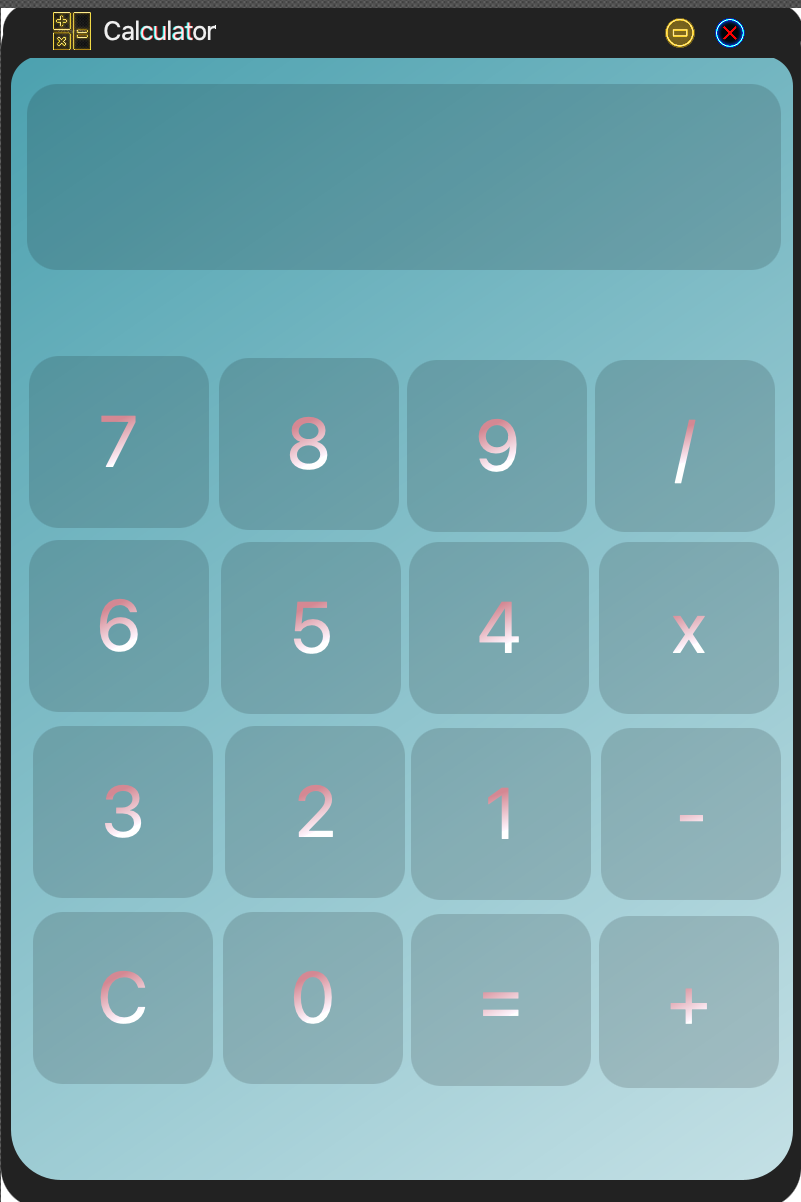 Calculator
7 8 9 /
6 5 4 x
3 2 1 -
C 0 = +